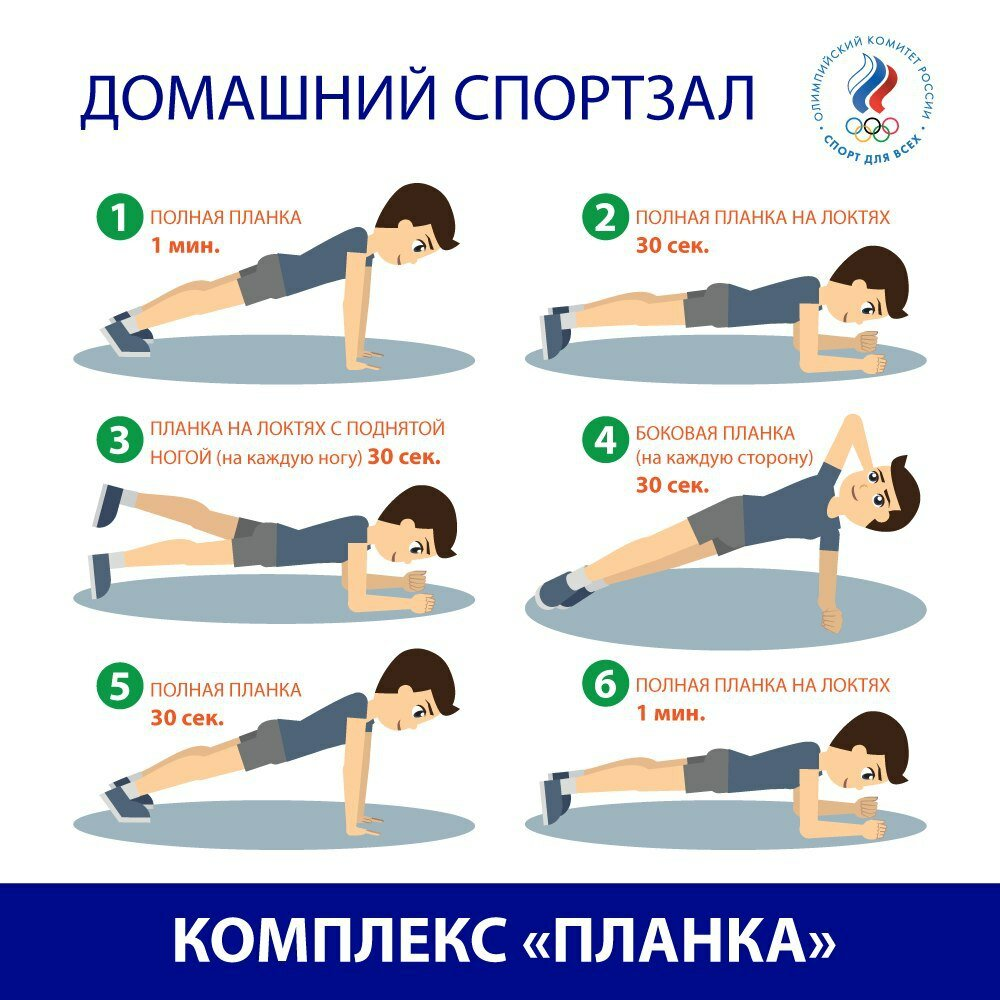 ДОМАШНИЙ СПОРТЗАЛ
ОЛИМПИЙСКИЙ КОМИТЕТ РОССИИ
• СПОРТ ДЛЯ ВСЕХ •
1 ПОЛНАЯ ПЛАНКА
1 мин.
2 ПОЛНАЯ ПЛАНКА НА ЛОКТЯХ
30 сек.
3 ПЛАНКА НА ЛОКТЯХ С ПОДНЯТОЙ
НОГОЙ (на каждую ногу) 30 сек.
4 БОКОВАЯ ПЛАНКА
(на каждую сторону)
30 сек.
5 ПОЛНАЯ ПЛАНКА
30 сек.
6 ПОЛНАЯ ПЛАНКА НА ЛОКТЯХ
1 мин.
КОМПЛЕКС «ПЛАНКА»